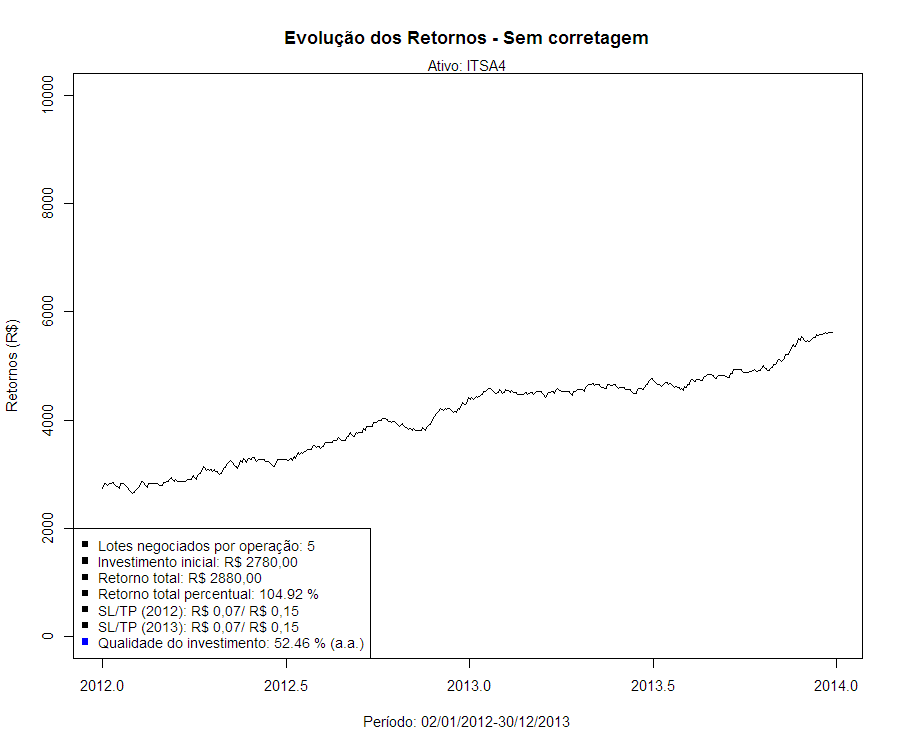 Evolução dos Retornos - Sem corretagem
Ativo: ITSA4
Retornos (R$)
10000
8000
6000
4000
2000
0
Lotes negociados por operação: 5
Investimento inicial: R$ 2780,00
Retorno total: R$ 2880,00
Retorno total percentual: 104.92 %
SL/TP (2012): R$ 0,07/ R$ 0,15
SL/TP (2013): R$ 0,07/ R$ 0,15
Qualidade do investimento: 52.46 % (a.a.)
2012.0 2012.5 2013.0 2013.5 2014.0
Período: 02/01/2012-30/12/2013